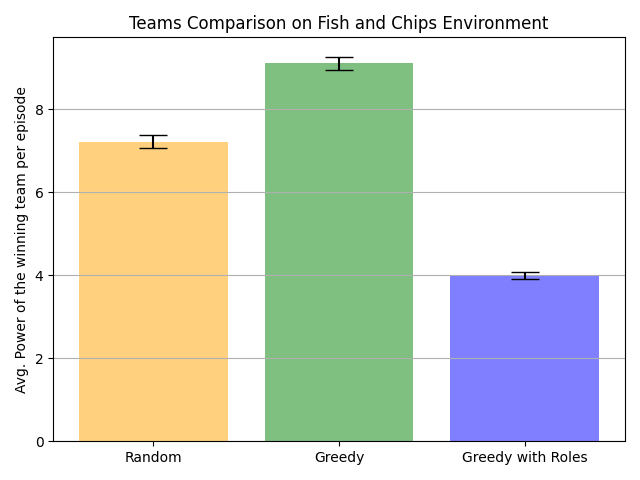 Teams Comparison on Fish and Chips Environment
Avg. Power of the winning team per episode
8
6
4
2
0
Random
Greedy
Greedy with Roles